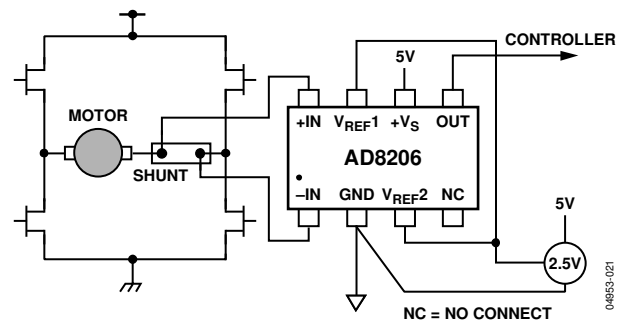 CONTROLLER
5V
MOTOR
SHUNT
+IN VREF1 +VS OUT
AD8206
–IN GND VREF2 NC
5V
2.5V
NC = NO CONNECT
04953-021